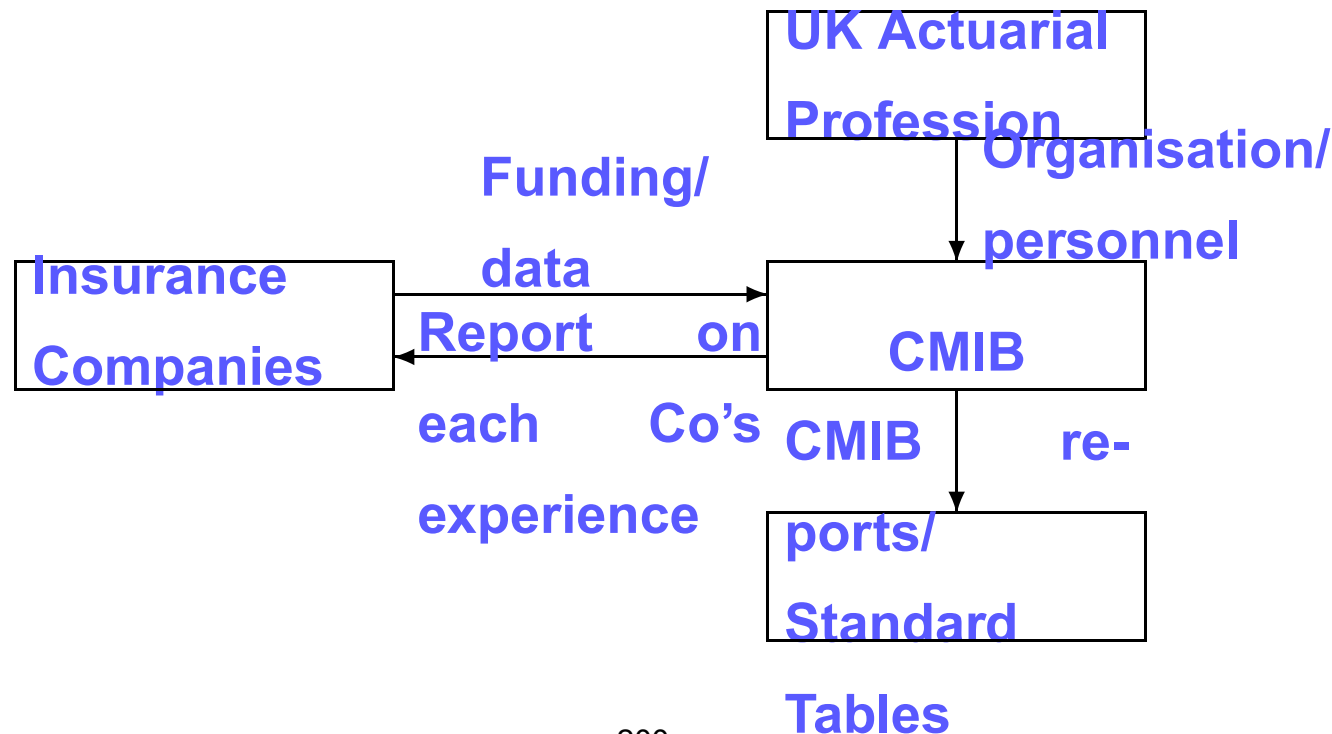 UK Actuarial
Profession
Organisation/
personnel
Funding/
data
Insurance
Companies
Report on
each Co’s
experience
CMIB
CMIB re-
ports/
Standard
Tables